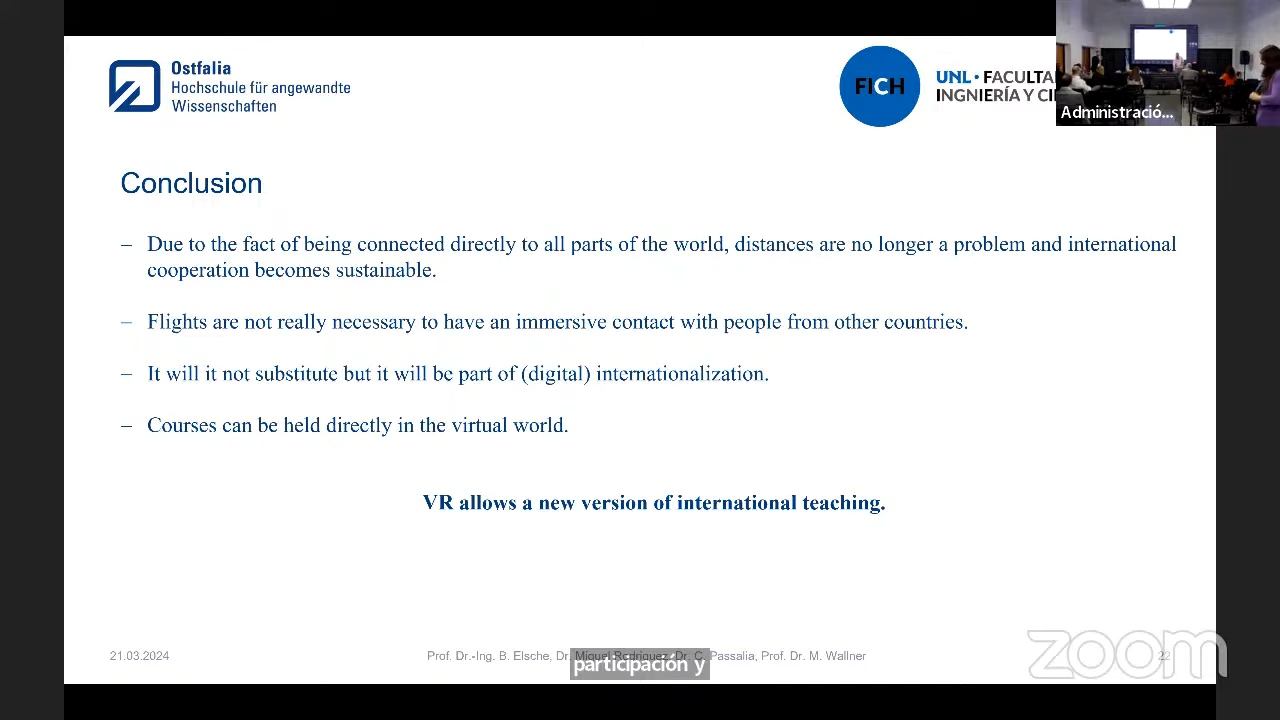 Ostfalia
Hochschule für angewandte
Wissenschaften
FICH
UNL · FACULTA
INGNIERÍA Y CI
Administració...
Conclusion
– Due to the fact of being connected directly to all parts of the world, distances are no longer a problem and international
cooperation becomes sustainable.
– Flights are not really necessary to have an immersive contact with people from other countries.
– It will it not substitute but it will be part of (digital) internationalization.
– Courses can be held directly in the virtual world.
VR allows a new version of international teaching.
21.03.2024
Prof. Dr.-Ing. B. Elsche, Dr. Miguel Rodriguez, Dr. C. Passalia, Prof. Dr. M. Wallner
22
participación y
zoom